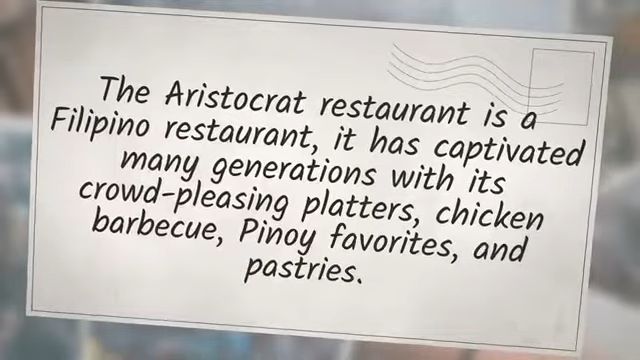 The Aristocrat restaurant is a
Filipino restaurant, it has captivated
many generations with its
crowd-pleasing platters, chicken
barbecue, Pinoy favorites, and
pastries.